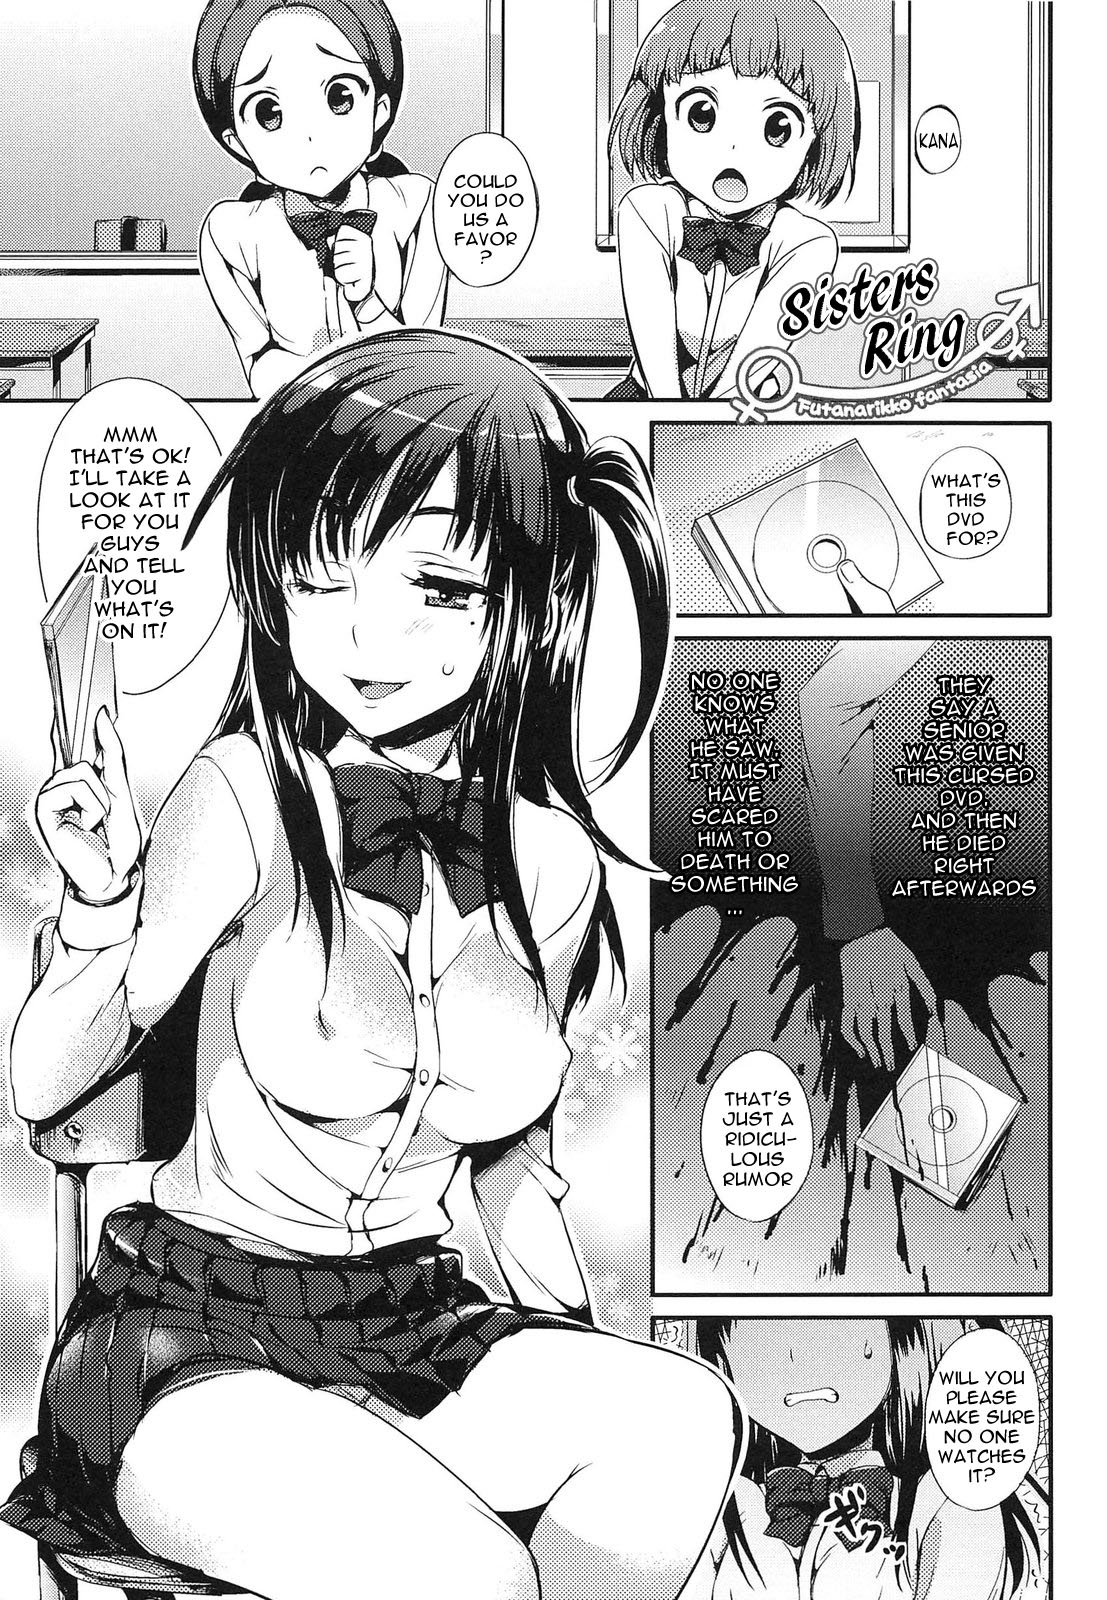 KANA
COULD
YOU DO
US A
FAVOR
?
Sisters
Ring
Futanarikko fantasia
WHAT'S
THIS
DVD
FOR?
THEY
SAY A
SENIOR
WAS GIVEN
THIS CURSED
DVD,
AND THEN
HE DIED
RIGHT
AFTERWARDS
NO ONE
KNOWS
WHAT
HE SAW.
IT MUST
HAVE
SCARED
HIM TO
DEATH OR
SOMETHING
...
THAT'S
JUST A
RIDICU-
LOUS
RUMOR
WILL YOU
PLEASE
MAKE SURE
NO ONE
WATCHES
IT?
ギクッ
MMM
THAT'S OK!
I'LL TAKE A
LOOK AT IT
FOR YOU
GUYS
AND TELL
YOU
WHAT'S
ON IT!